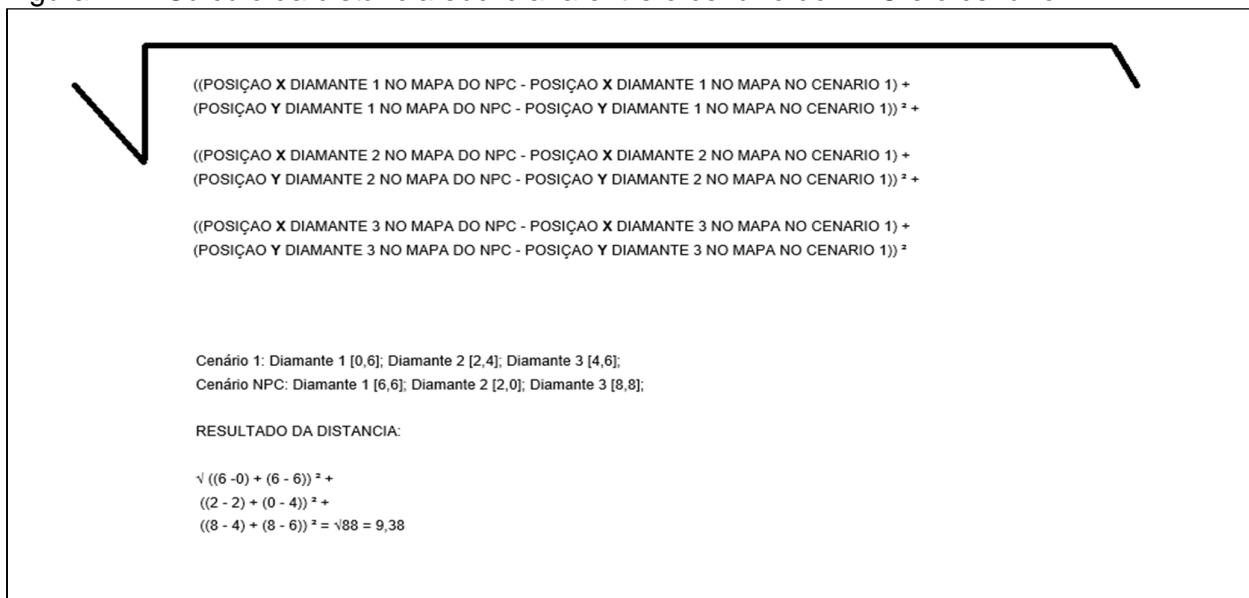 ((POSIÇAO X DIAMANTE 1 NO MAPA DO NPC - POSIÇAO X DIAMANTE 1 NO MAPA NO CENARIO 1) +
(POSIÇAO Y DIAMANTE 1 NO MAPA DO NPC - POSIÇAO Y DIAMANTE 1 NO MAPA NO CENARIO 1)) ² +
((POSIÇAO X DIAMANTE 2 NO MAPA DO NPC - POSIÇAO X DIAMANTE 2 NO MAPA NO CENARIO 1) +
(POSIÇAO Y DIAMANTE 2 NO MAPA DO NPC - POSIÇAO Y DIAMANTE 2 NO MAPA NO CENARIO 1)) ² +
((POSIÇAO X DIAMANTE 3 NO MAPA DO NPC - POSIÇAO X DIAMANTE 3 NO MAPA NO CENARIO 1) +
(POSIÇAO Y DIAMANTE 3 NO MAPA DO NPC - POSIÇAO Y DIAMANTE 3 NO MAPA NO CENARIO 1)) ²
Cenário 1: Diamante 1 [0,6]; Diamante 2 [2,4]; Diamante 3 [4,6];
Cenário NPC: Diamante 1 [6,6]; Diamante 2 [2,0]; Diamante 3 [8,8];
RESULTADO DA DISTANCIA:
√ ((6 -0) + (6 - 6)) ² +
((2 - 2) + (0 - 4)) ² +
((8 - 4) + (8 - 6)) ² = √88 = 9,38